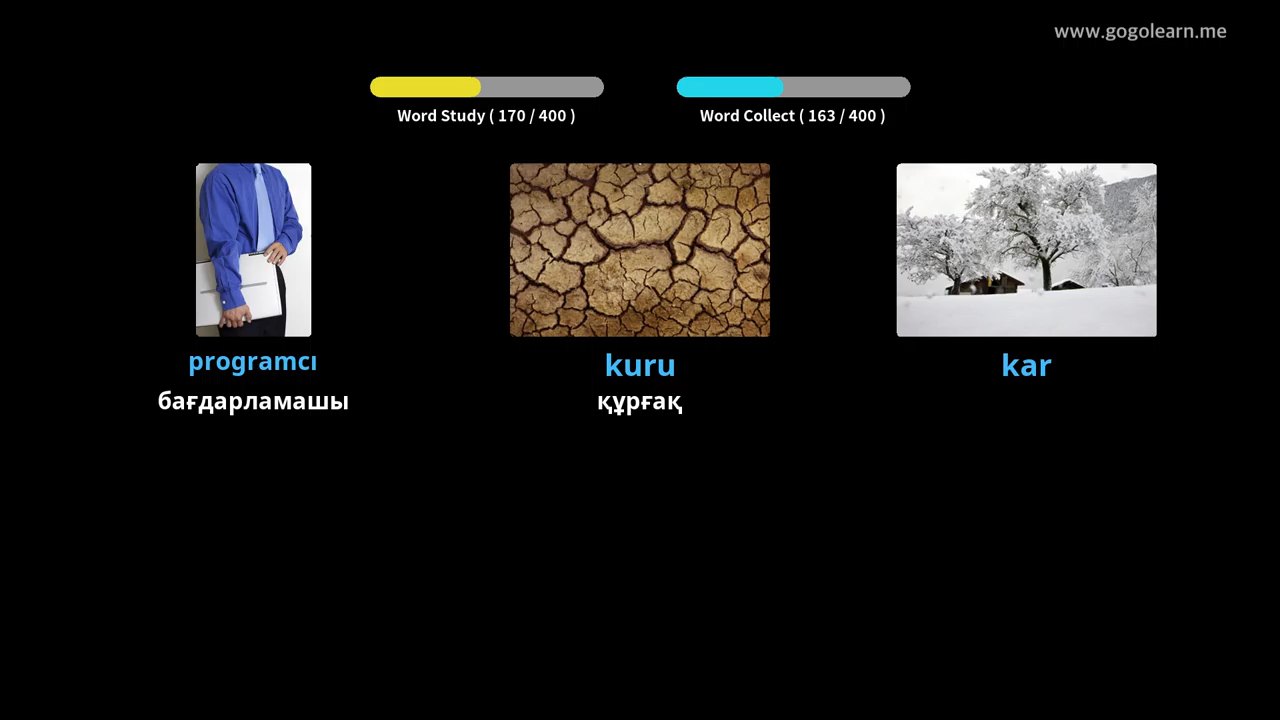 www.gogolearn.me
Word Study ( 170 / 400 )
Word Collect ( 163 / 400 )
programcı
бағдарламашы
kuru
құрғақ
kar